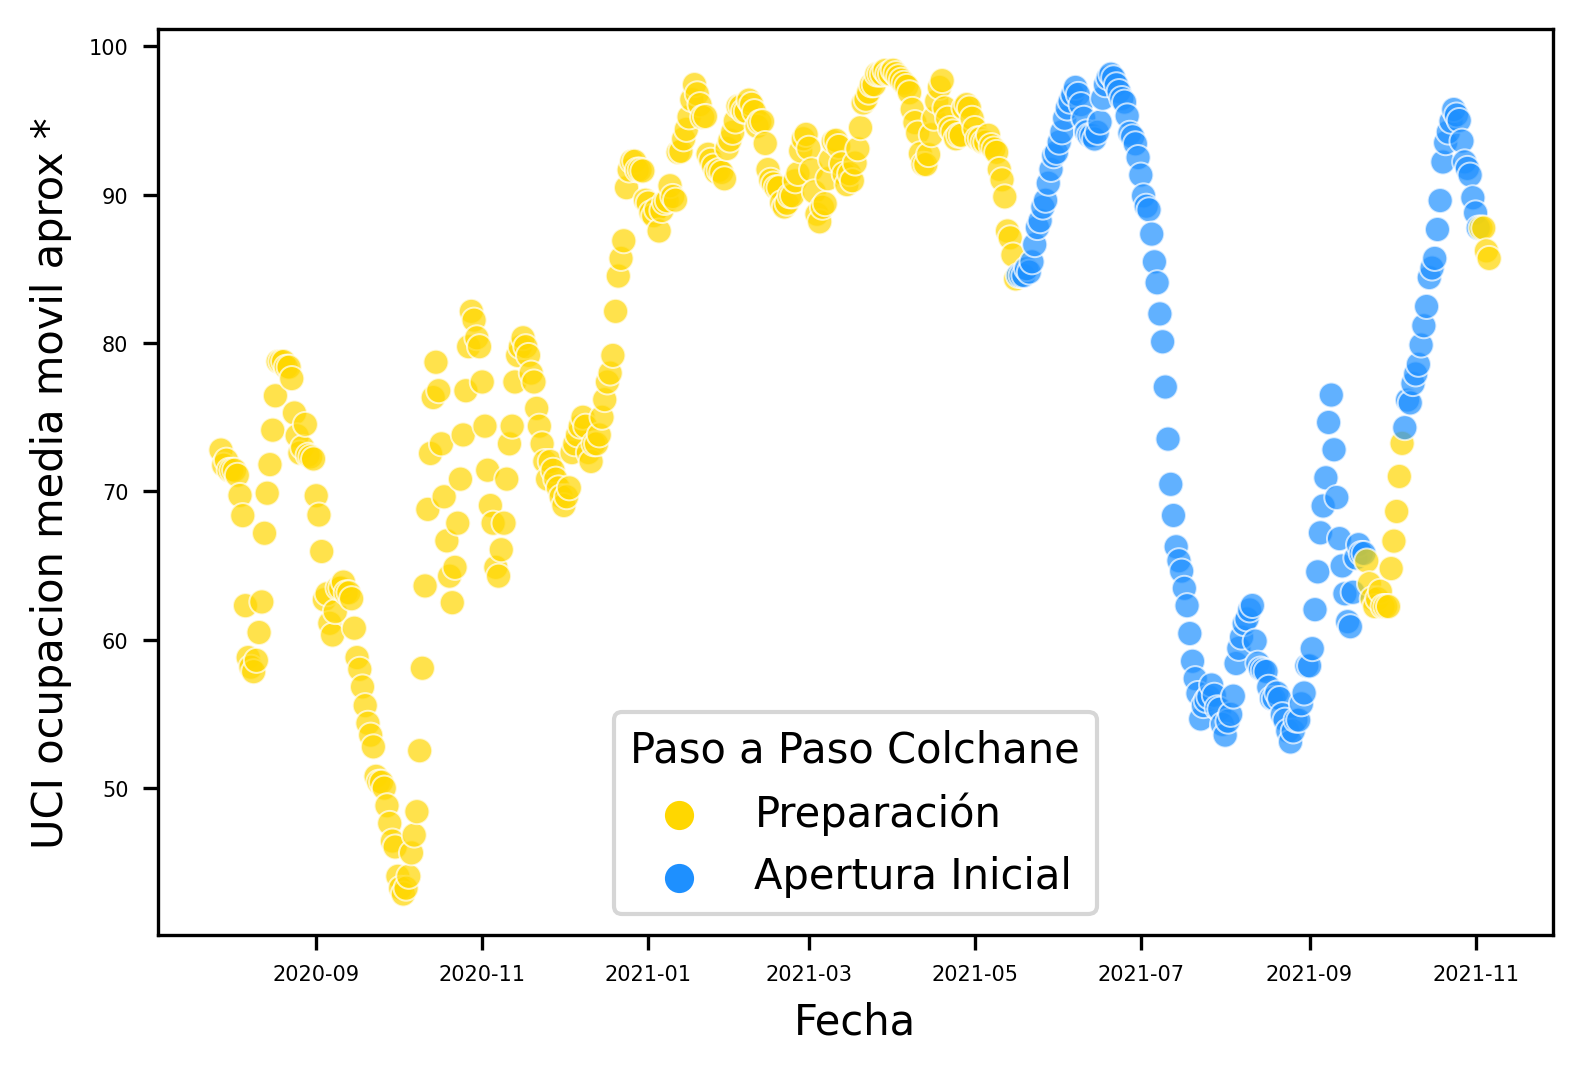 UCI ocupacion media movil aprox *
100
90
80
70
60
50
Paso a Paso Colchane
Preparación
Apertura Inicial
2020-09 2020-11 2021-01 2021-03 2021-05 2021-07 2021-09 2021-11
Fecha